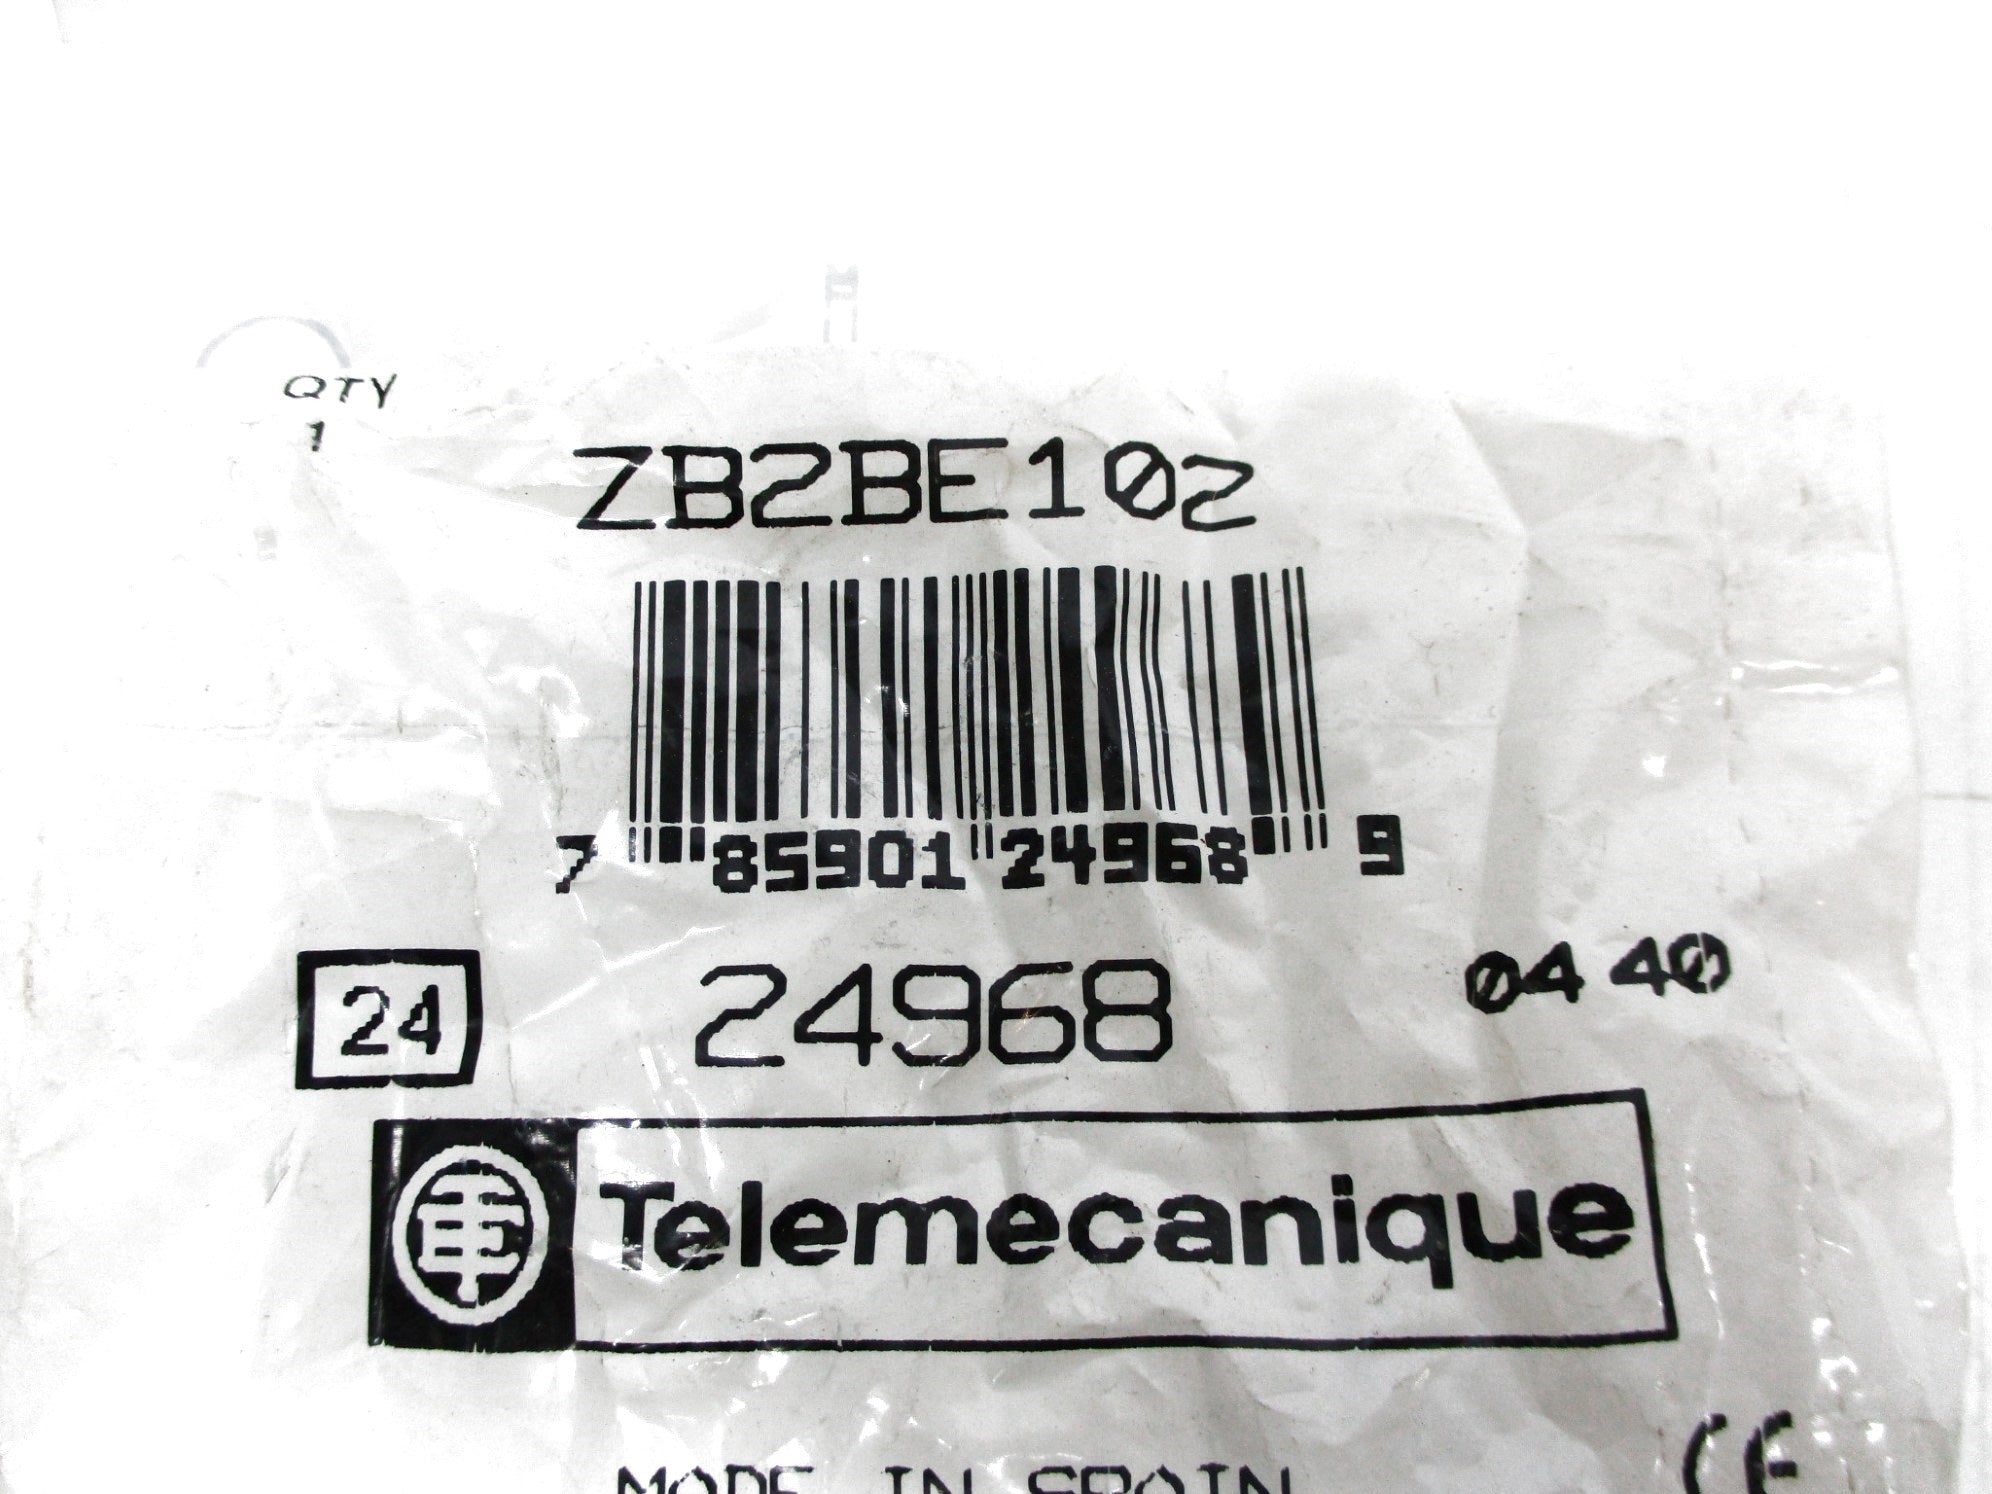 QTY
1
ZB2BE102
7 85901 24968 9
24 24968 04 40
Telemecanique
MADE IN SPAIN CE